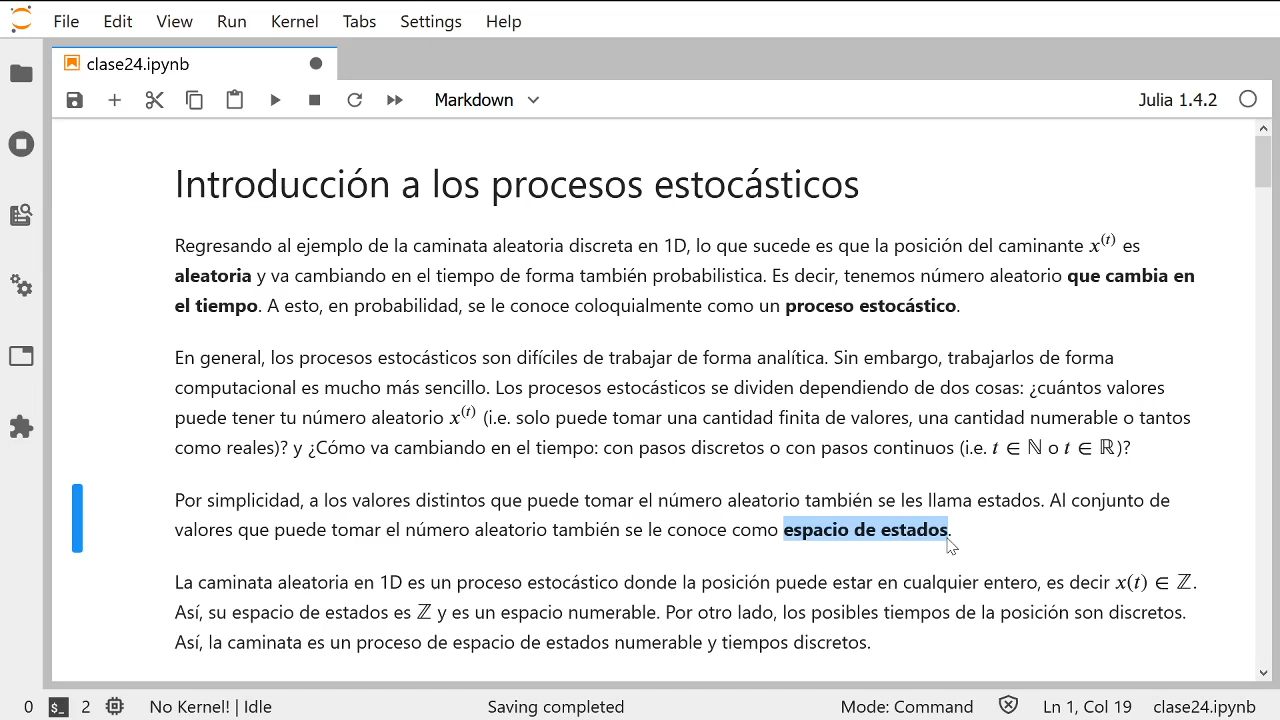 File Edit View Run Kernel Tabs Settings Help
clase24.ipynb
Markdown
Julia 1.4.2
Introducción a los procesos estocásticos
Regresando al ejemplo de la caminata aleatoria discreta en 1D, lo que sucede es que la posición del caminante x^(t) es
aleatoria y va cambiando en el tiempo de forma también probabilistica. Es decir, tenemos número aleatorio que cambia en
el tiempo. A esto, en probabilidad, se le conoce coloquialmente como un proceso estocástico.
En general, los procesos estocásticos son difíciles de trabajar de forma analítica. Sin embargo, trabajarlos de forma
computacional es mucho más sencillo. Los procesos estocásticos se dividen dependiendo de dos cosas: ¿cuántos valores
puede tener tu número aleatorio x^(t) (i.e. solo puede tomar una cantidad finita de valores, una cantidad numerable o tantos
como reales)? y ¿Cómo va cambiando en el tiempo: con pasos discretos o con pasos continuos (i.e. t ∈ ℕ o t ∈ ℝ)?
Por simplicidad, a los valores distintos que puede tomar el número aleatorio también se les llama estados. Al conjunto de
valores que puede tomar el número aleatorio también se le conoce como espacio de estados.
La caminata aleatoria en 1D es un proceso estocástico donde la posición puede estar en cualquier entero, es decir x(t) ∈ ℤ.
Así, su espacio de estados es ℤ y es un espacio numerable. Por otro lado, los posibles tiempos de la posición son discretos.
Así, la caminata es un proceso de espacio de estados numerable y tiempos discretos.
0 $_ 2 No Kernel! | Idle Saving completed Mode: Command Ln 1, Col 19 clase24.ipynb